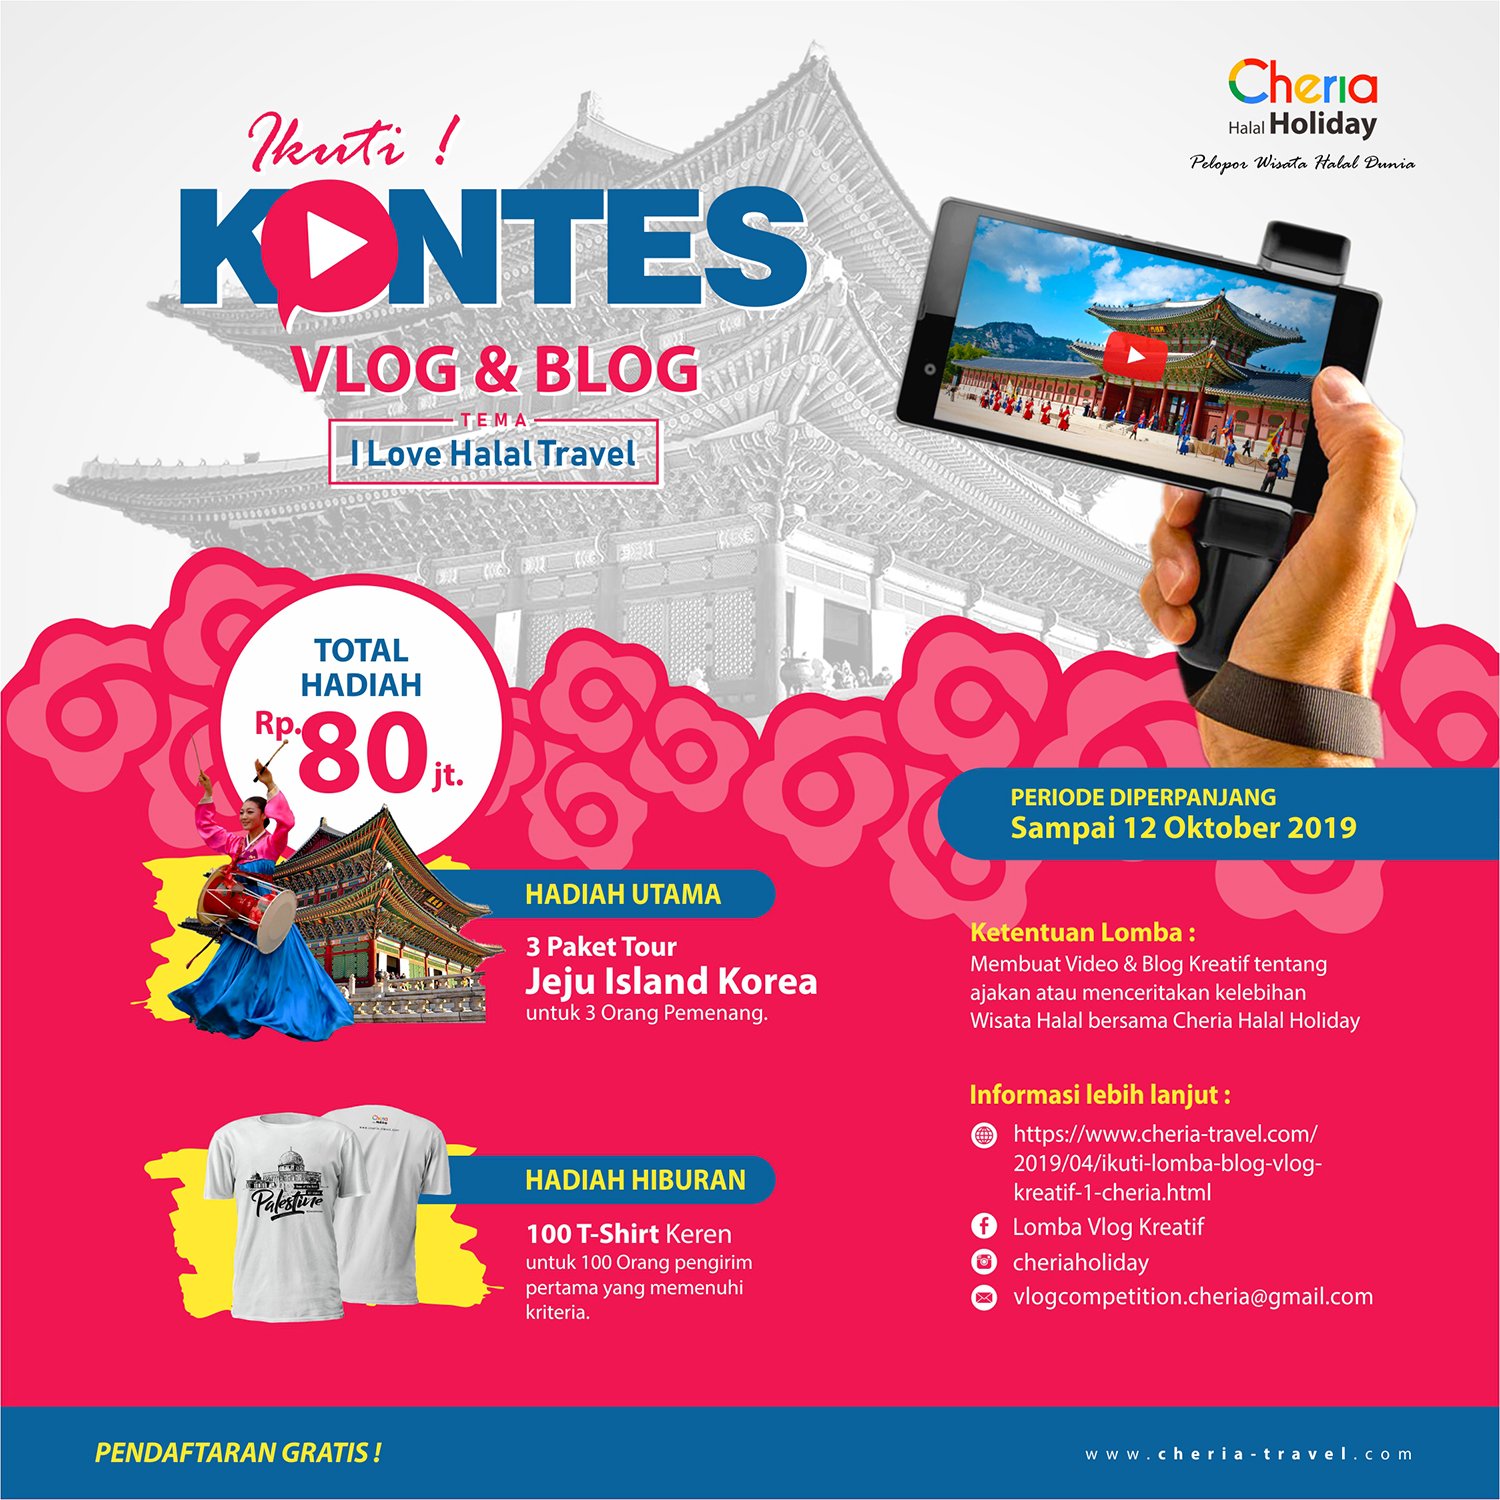 Cheria
Halal Holiday
Pelopor Wisata Halal Dunia
Ikuti !
KONTES
VLOG & BLOG
TEMA
I Love Halal Travel
TOTAL
HADIAH
Rp. 80 jt.
PERIODE DIPERPANJANG
Sampai 12 Oktober 2019
HADIAH UTAMA
3 Paket Tour
Jeju Island Korea
untuk 3 Orang Pemenang.
HADIAH HIBURAN
100 T-Shirt Keren
untuk 100 Orang pengirim
pertama yang memenuhi
kriteria.
Palestine
Cheria
Ketentuan Lomba :
Membuat Video & Blog Kreatif tentang
ajakan atau menceritakan kelebihan
Wisata Halal bersama Cheria Halal Holiday
Informasi lebih lanjut :
https://www.cheria-travel.com/
2019/04/ikuti-lomba-blog-vlog-
kreatif-1-cheria.html
Lomba Vlog Kreatif
cheriaholiday
vlogcompetition.cheria@gmail.com
PENDAFTARAN GRATIS !
www.cheria-travel.com